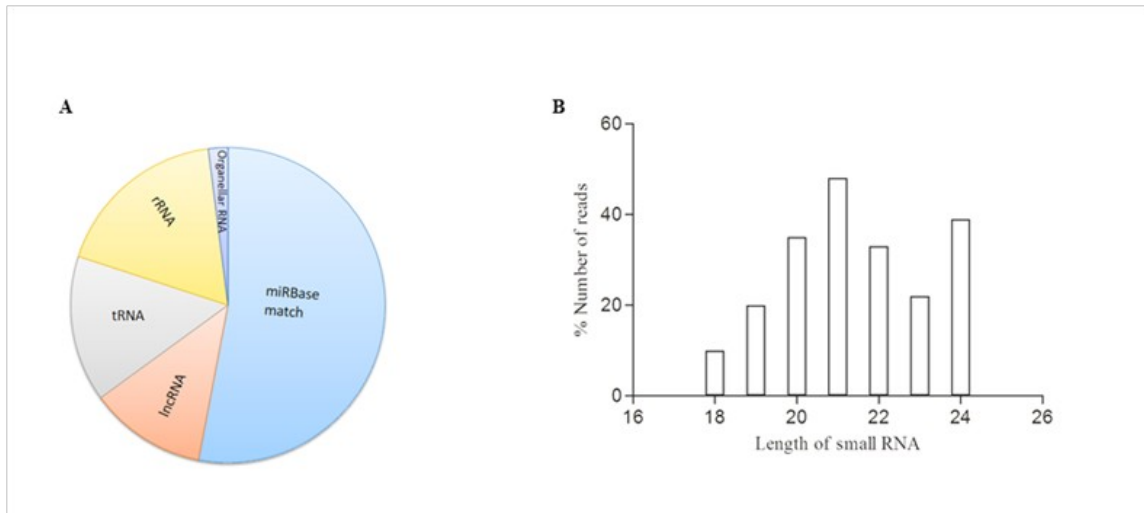 A
Organellar RNA
rRNA
tRNA
lncRNA
miRBase
match
B
% Number of reads
60
40
20
0
16
18
20
22
24
26
Length of small RNA